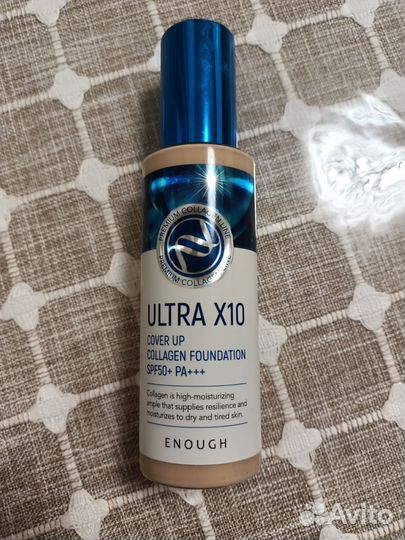 PREMIUM COLLAGEN LINE
PREMIUM COLLAGEN LINE
ULTRA X10
COVER UP
COLLAGEN FOUNDATION
SPF50+ PA+++
Collagen is high-moisturizing
ample that supplies resilience and
moisturizes to dry and tired skin.
ENOUGH
Avito